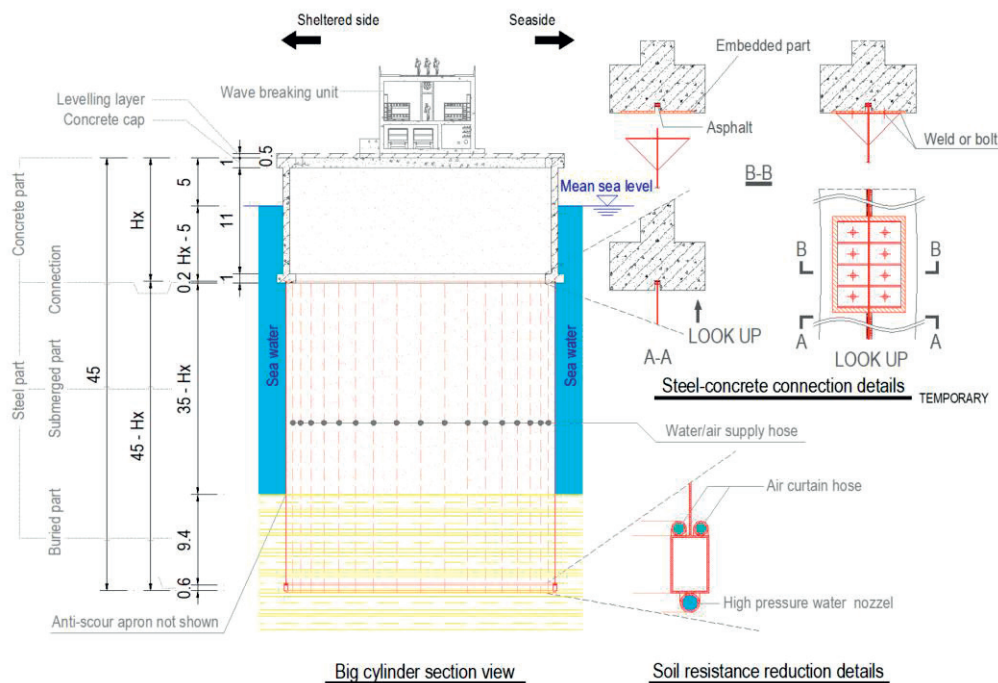 Sheltered side
Seaside
Wave breaking unit
Levelling layer
Concrete cap
Embedded part
Asphalt
Weld or bolt
B-B
Mean sea level
Concrete part
Connection
Steel part
Submerged part
Buried part
45
Hx
45 - Hx
1
0.5
5
11
Hx - 5
0.2
1
35 - Hx
9.4
0.6
Sea water
Sea water
B
B
A
A
LOOK UP
A-A
LOOK UP
Steel-concrete connection details
TEMPORARY
Water/air supply hose
Air curtain hose
High pressure water nozzel
Anti-scour apron not shown
Big cylinder section view
Soil resistance reduction details